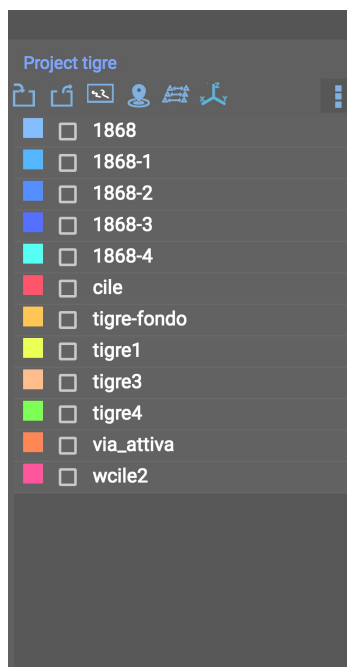 Project tigre
1868
1868-1
1868-2
1868-3
1868-4
cile
tigre-fondo
tigre1
tigre3
tigre4
via_attiva
wcile2